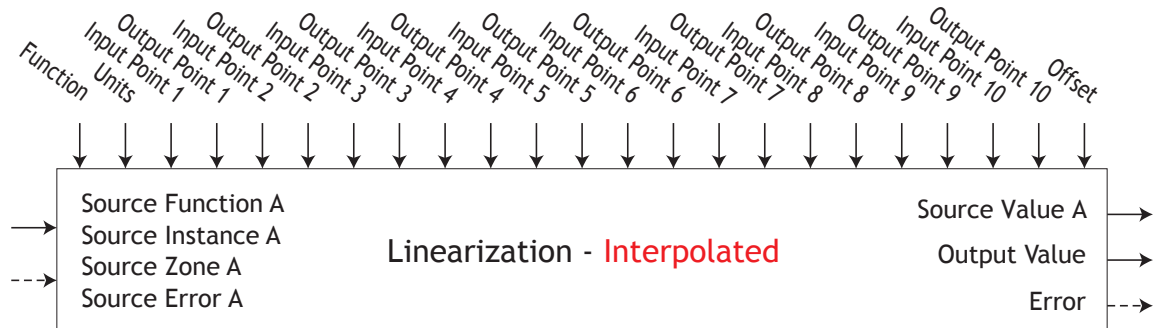 Function
Units
Input Point 1
Output Point 1
Input Point 2
Output Point 2
Input Point 3
Output Point 3
Input Point 4
Output Point 4
Input Point 5
Output Point 5
Input Point 6
Output Point 6
Input Point 7
Output Point 7
Input Point 8
Output Point 8
Input Point 9
Output Point 9
Input Point 10
Output Point 10
Offset
Source Function A
Source Instance A
Source Zone A
Source Error A
Linearization - Interpolated
Source Value A
Output Value
Error